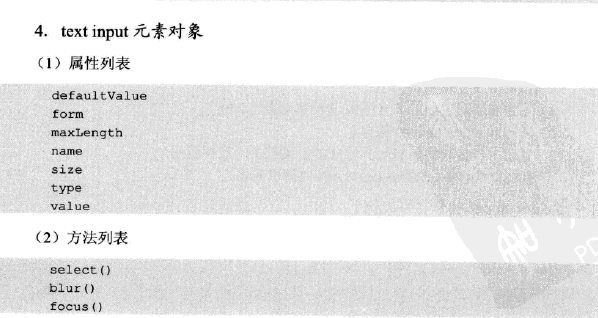 4. text input 元素对象
（1）属性列表
defaultValue
form
maxLength
name
size
type
value
（2）方法列表
select()
blur()
focus()